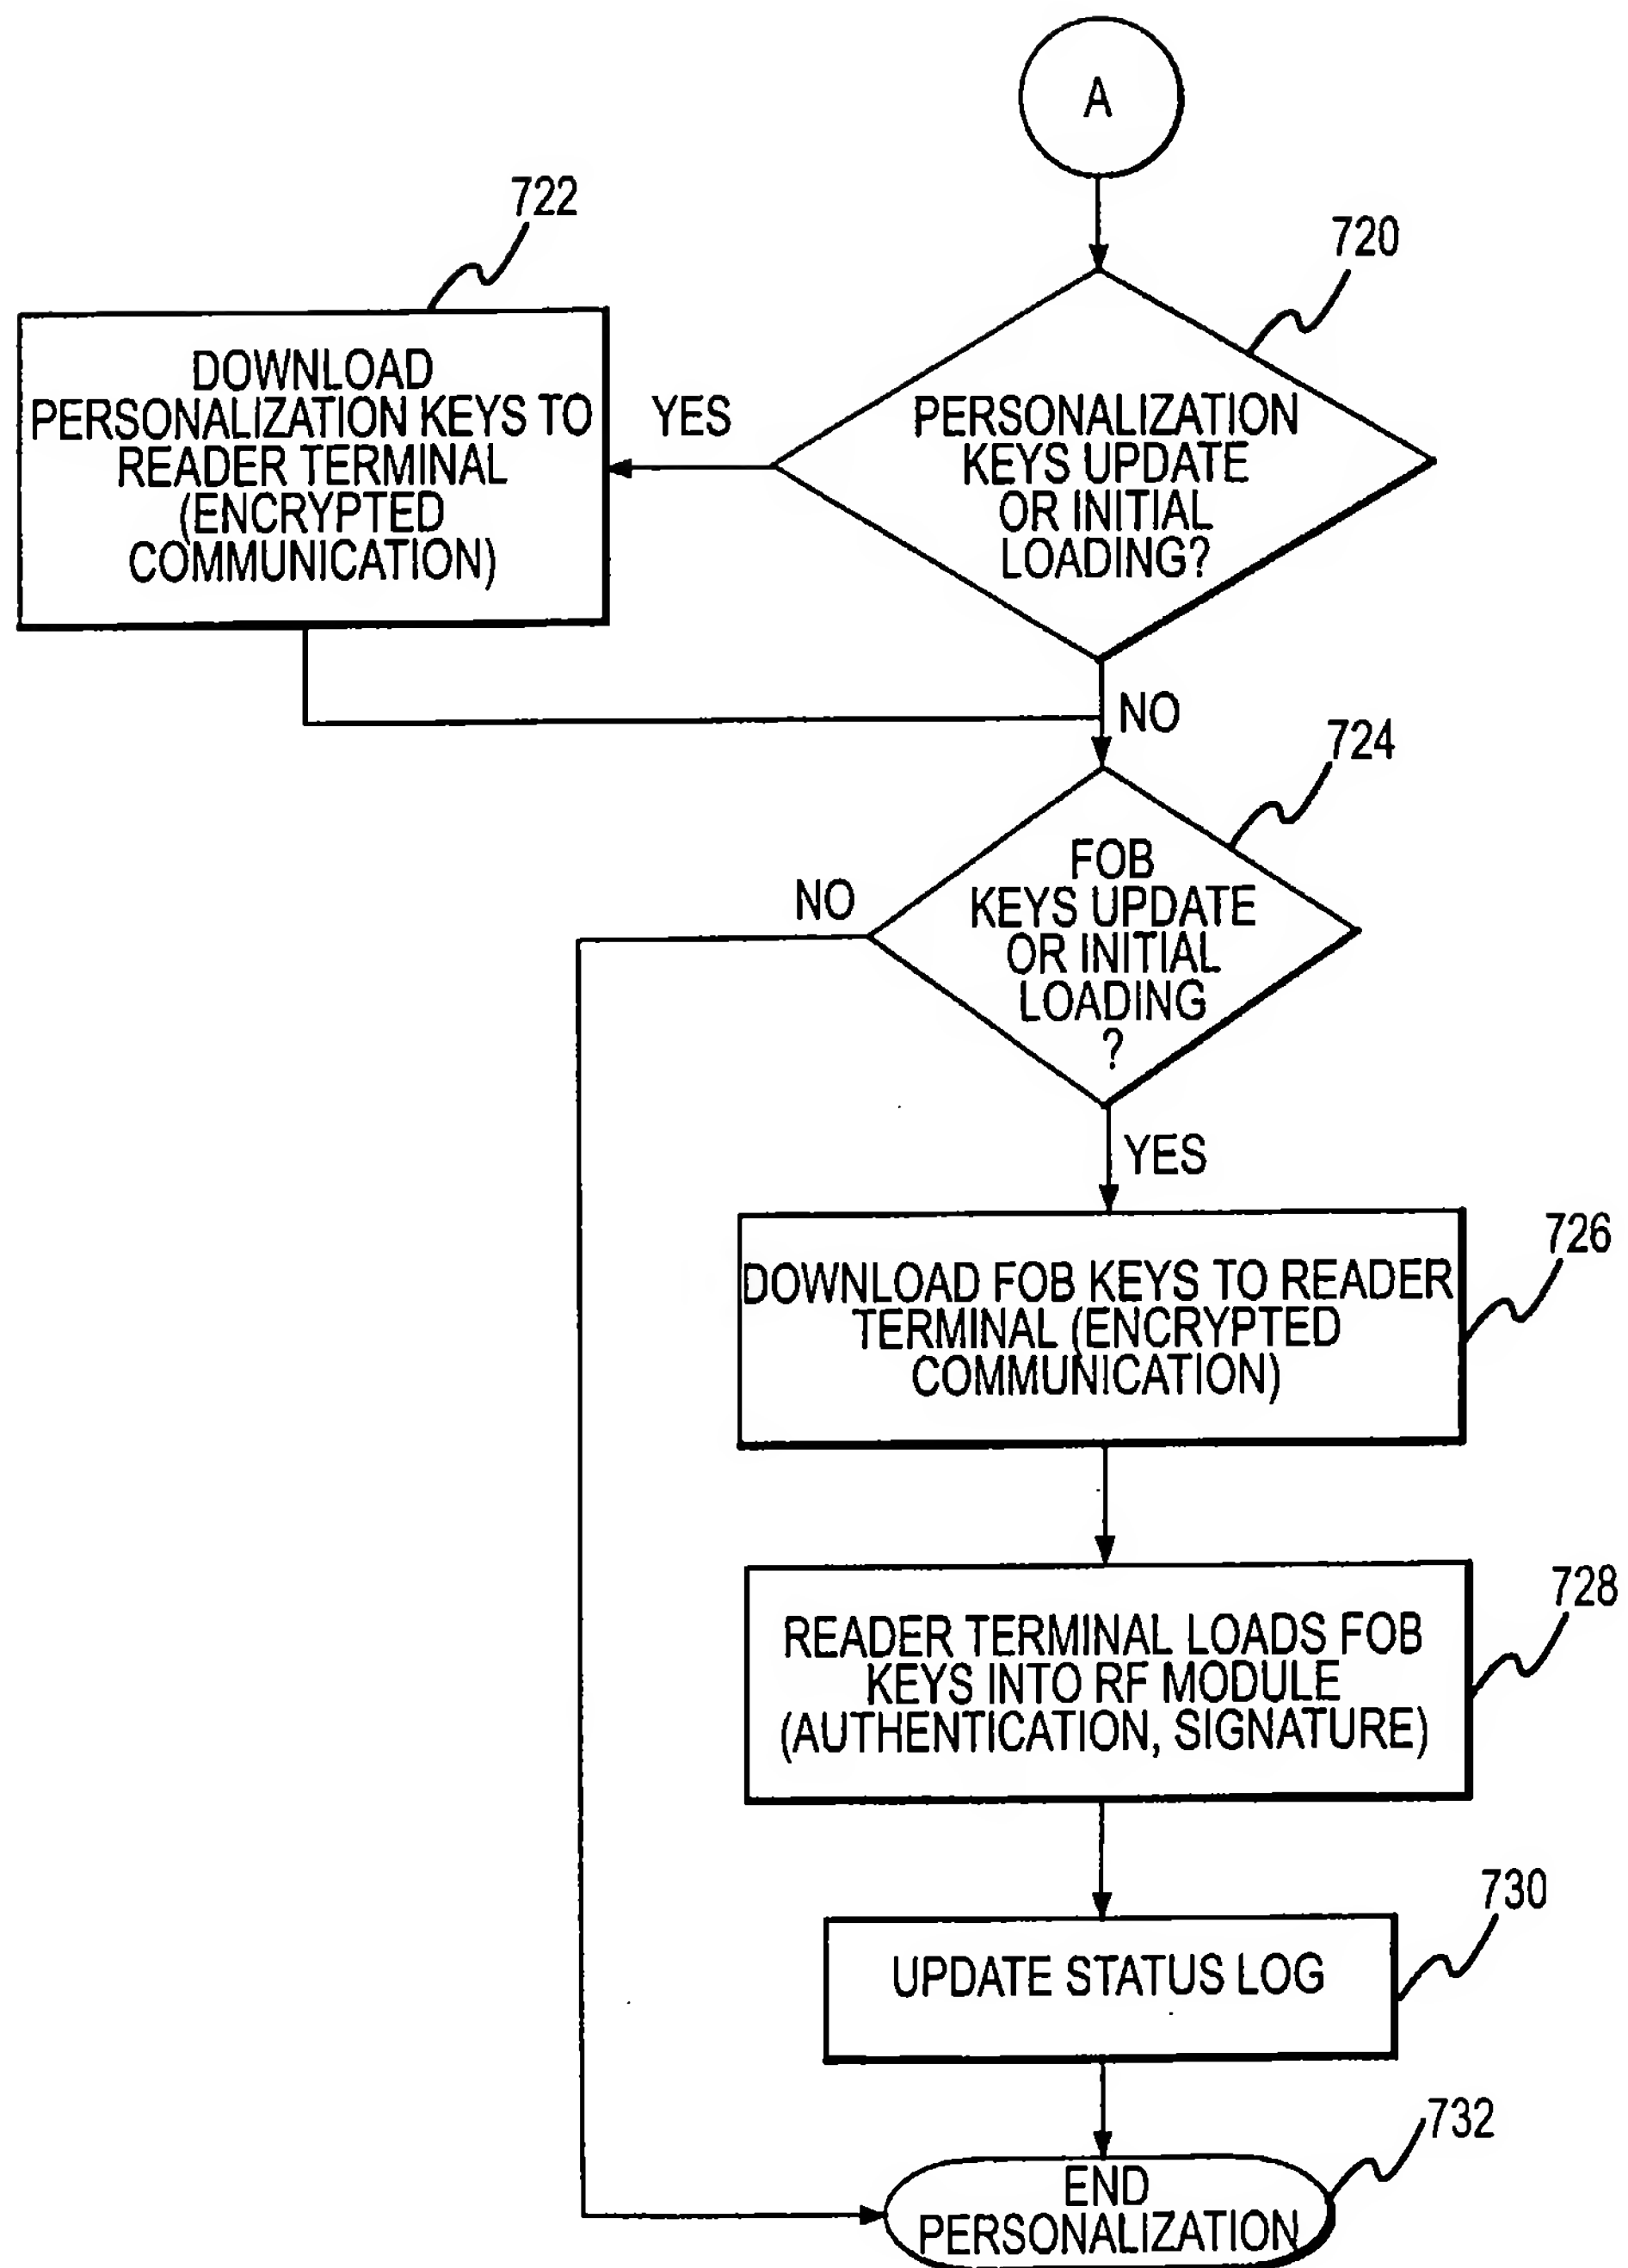 A
722
720
DOWNLOAD
PERSONALIZATION KEYS TO
READER TERMINAL
(ENCRYPTED
COMMUNICATION)
YES
PERSONALIZATION
KEYS UPDATE
OR INITIAL
LOADING?
NO
724
NO
FOB
KEYS UPDATE
OR INITIAL
LOADING
?
YES
726
DOWNLOAD FOB KEYS TO READER
TERMINAL (ENCRYPTED
COMMUNICATION)
728
READER TERMINAL LOADS FOB
KEYS INTO RF MODULE
(AUTHENTICATION, SIGNATURE)
730
UPDATE STATUS LOG
732
END
PERSONALIZATION